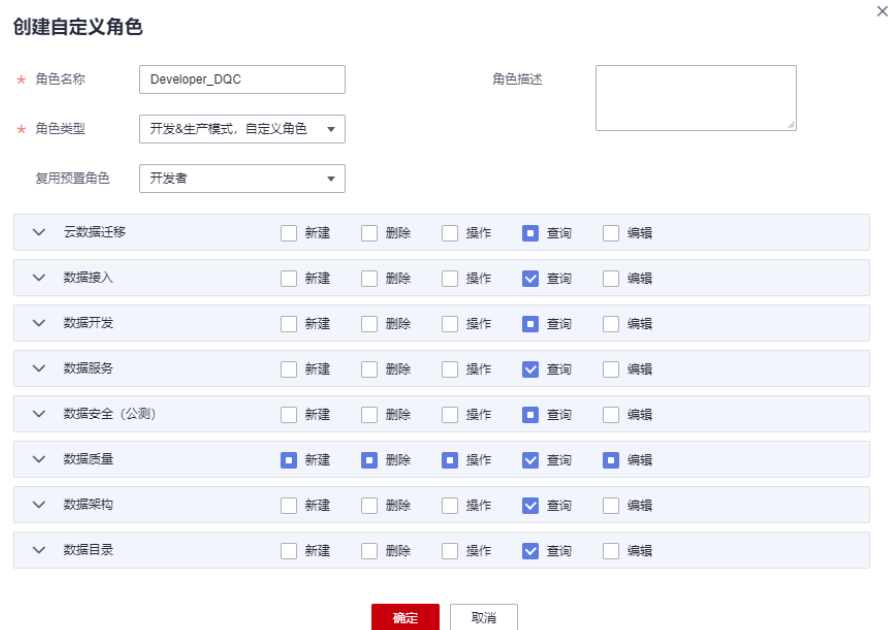 创建自定义角色
* 角色名称 Developer_DQC 角色描述
* 角色类型 开发&生产模式，自定义角色
复用预置角色 开发者
云数据迁移 新建 删除 操作 查询 编辑
数据接入 新建 删除 操作 查询 编辑
数据开发 新建 删除 操作 查询 编辑
数据服务 新建 删除 操作 查询 编辑
数据安全（公测） 新建 删除 操作 查询 编辑
数据质量 新建 删除 操作 查询 编辑
数据架构 新建 删除 操作 查询 编辑
数据目录 新建 删除 操作 查询 编辑
确定 取消